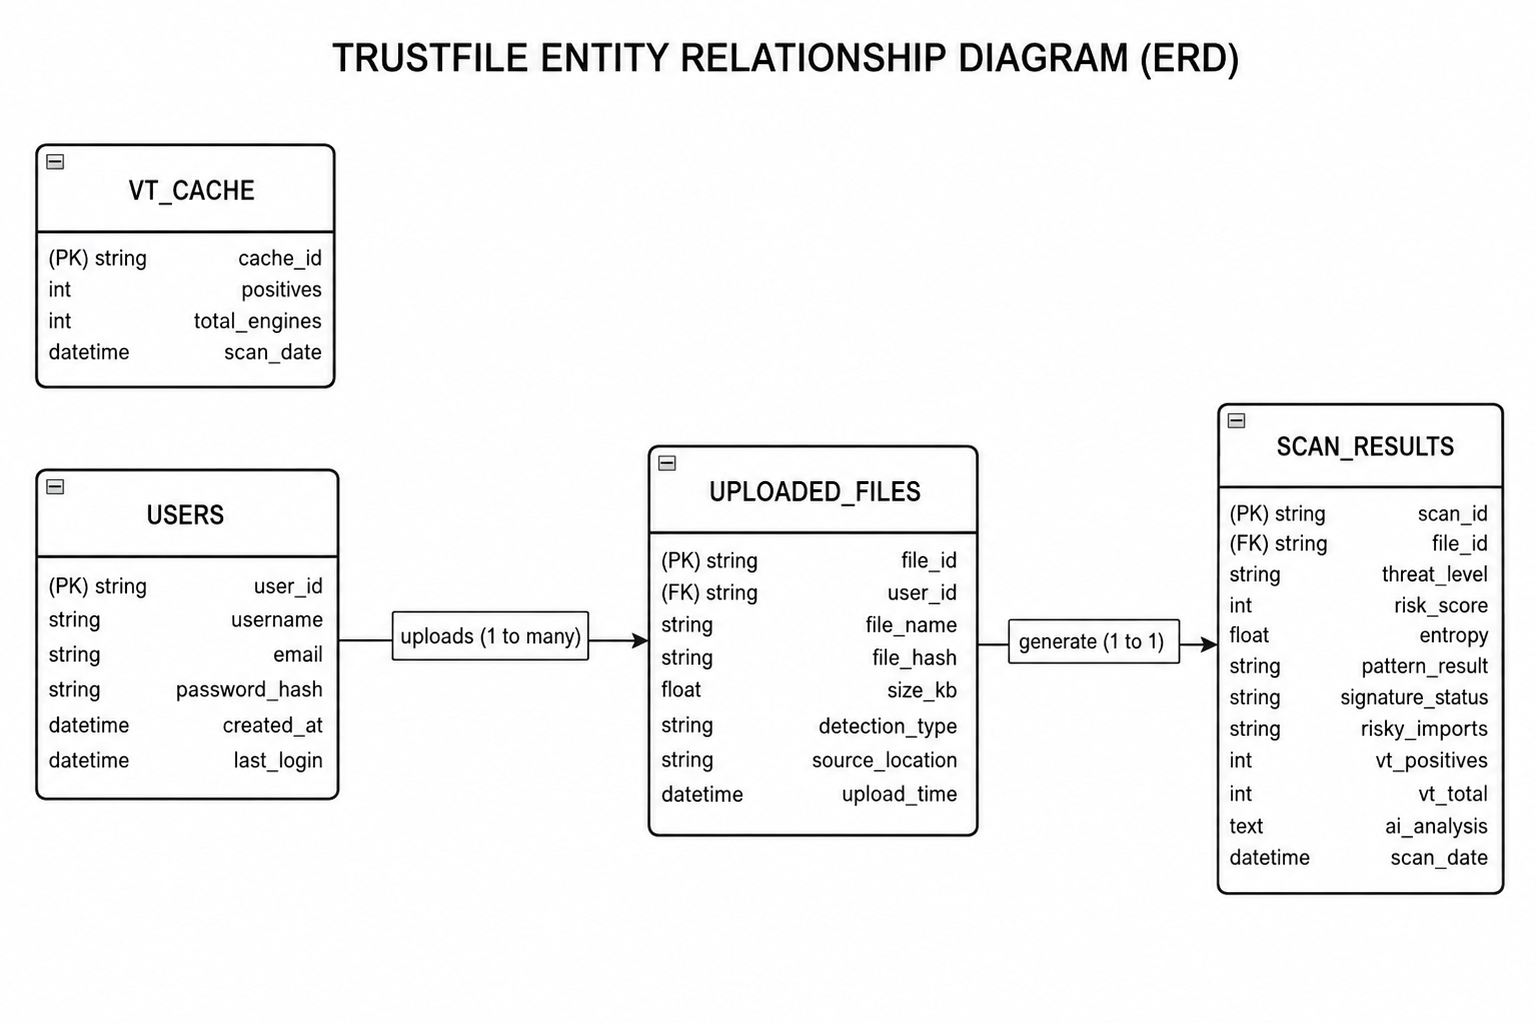 TRUSTFILE ENTITY RELATIONSHIP DIAGRAM (ERD)
VT_CACHE
(PK) string cache_id
int positives
int total_engines
datetime scan_date
USERS
(PK) string user_id
string username
string email
string password_hash
datetime created_at
datetime last_login
uploads (1 to many)
UPLOADED_FILES
(PK) string file_id
(FK) string user_id
string file_name
string file_hash
float size_kb
string detection_type
string source_location
datetime upload_time
generate (1 to 1)
SCAN_RESULTS
(PK) string scan_id
(FK) string file_id
string threat_level
int risk_score
float entropy
string pattern_result
string signature_status
string risky_imports
int vt_positives
int vt_total
text ai_analysis
datetime scan_date